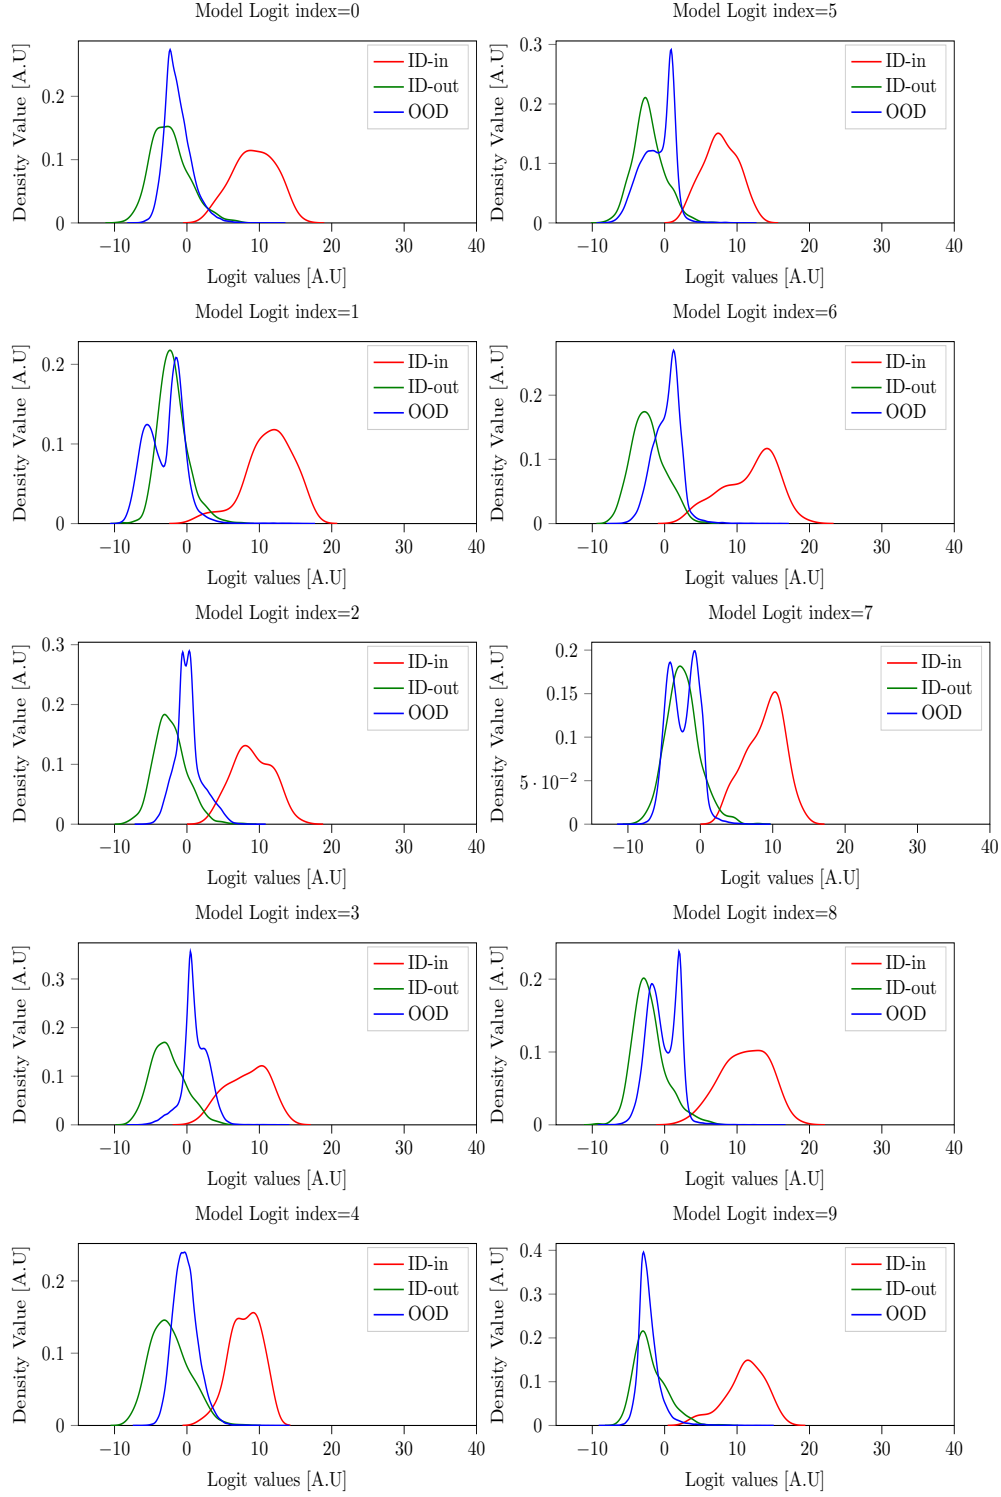 Model Logit index=0
Density Value [A.U]
0.2
0.1
0
ID-in
ID-out
OOD
−10 0 10 20 30 40
Logit values [A.U]
Model Logit index=5
Density Value [A.U]
0.3
0.2
0.1
0
ID-in
ID-out
OOD
−10 0 10 20 30 40
Logit values [A.U]
Model Logit index=1
Density Value [A.U]
0.2
0.1
0
ID-in
ID-out
OOD
−10 0 10 20 30 40
Logit values [A.U]
Model Logit index=6
Density Value [A.U]
0.2
0.1
0
ID-in
ID-out
OOD
−10 0 10 20 30 40
Logit values [A.U]
Model Logit index=2
Density Value [A.U]
0.3
0.2
0.1
0
ID-in
ID-out
OOD
−10 0 10 20 30 40
Logit values [A.U]
Model Logit index=7
Density Value [A.U]
0.2
0.15
0.1
5 · 10−2
0
ID-in
ID-out
OOD
−10 0 10 20 30 40
Logit values [A.U]
Model Logit index=3
Density Value [A.U]
0.3
0.2
0.1
0
ID-in
ID-out
OOD
−10 0 10 20 30 40
Logit values [A.U]
Model Logit index=8
Density Value [A.U]
0.2
0.1
0
ID-in
ID-out
OOD
−10 0 10 20 30 40
Logit values [A.U]
Model Logit index=4
Density Value [A.U]
0.2
0.1
0
ID-in
ID-out
OOD
−10 0 10 20 30 40
Logit values [A.U]
Model Logit index=9
Density Value [A.U]
0.4
0.3
0.2
0.1
0
ID-in
ID-out
OOD
−10 0 10 20 30 40
Logit values [A.U]